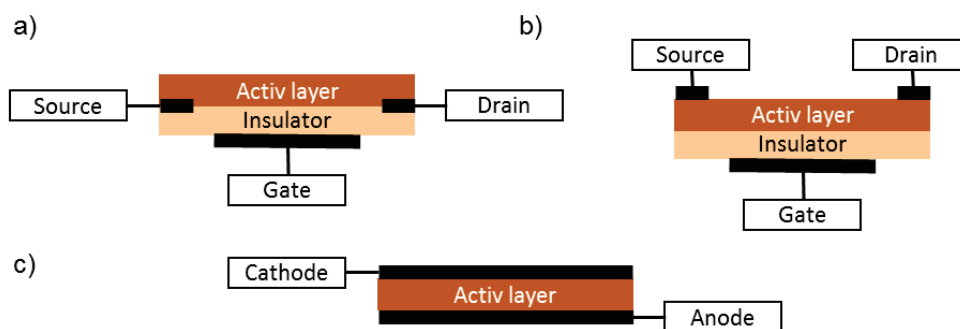 a)
Activ layer
Source
Drain
Insulator
Gate
b)
Source
Drain
Activ layer
Insulator
Gate
c)
Cathode
Activ layer
Anode